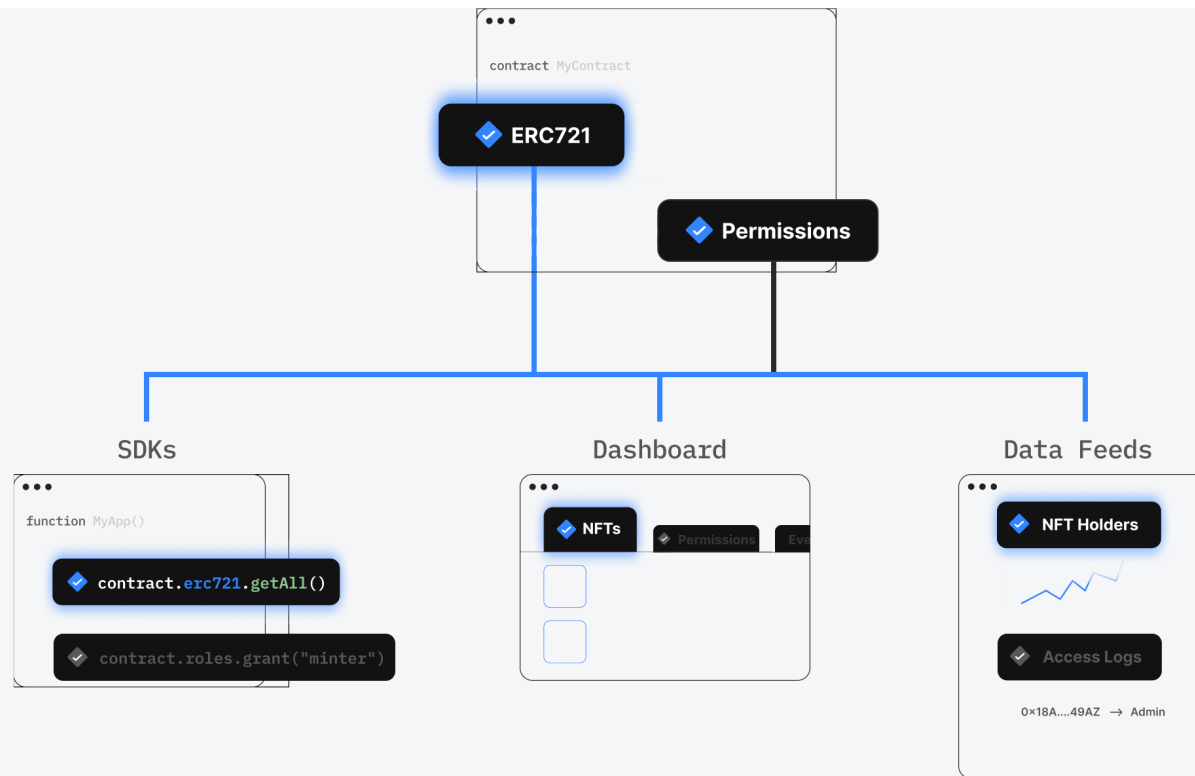 contract MyContract
ERC721
Permissions
SDKs
function MyApp()
contract.erc721.getAll()
contract.roles.grant("minter")
Dashboard
NFTs
Permissions
Eve
Data Feeds
NFT Holders
Access Logs
0×18A....49AZ → Admin